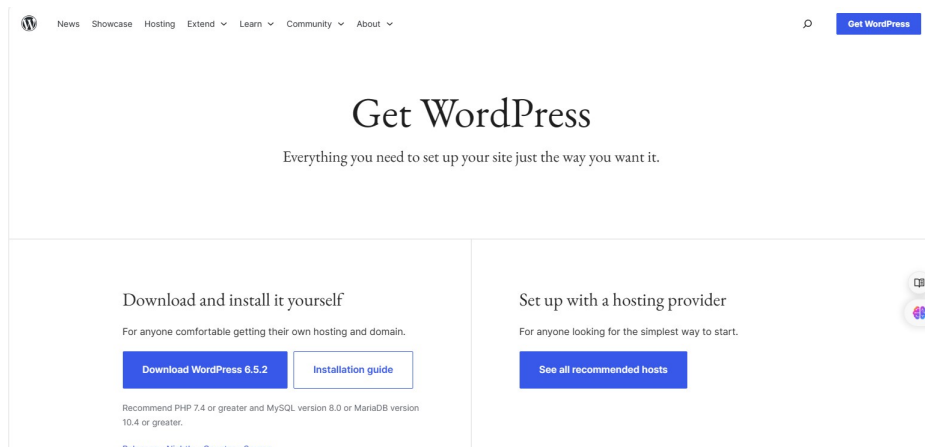 News Showcase Hosting Extend Learn Community About
Get WordPress
Get WordPress
Everything you need to set up your site just the way you want it.
Download and install it yourself
For anyone comfortable getting their own hosting and domain.
Download WordPress 6.5.2
Installation guide
Recommend PHP 7.4 or greater and MySQL version 8.0 or MariaDB version
10.4 or greater.
Set up with a hosting provider
For anyone looking for the simplest way to start.
See all recommended hosts